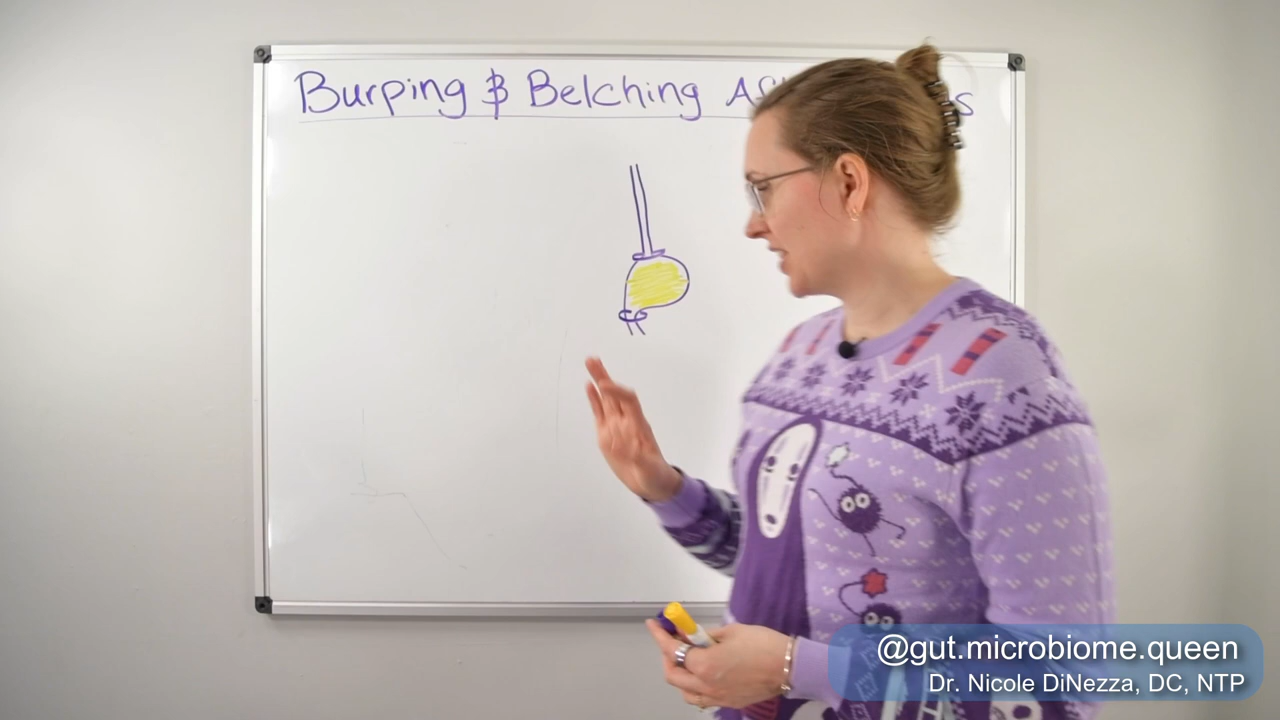 Burping & Belching
@gut.microbiome.queen
Dr. Nicole DiNezza, DC, NTP